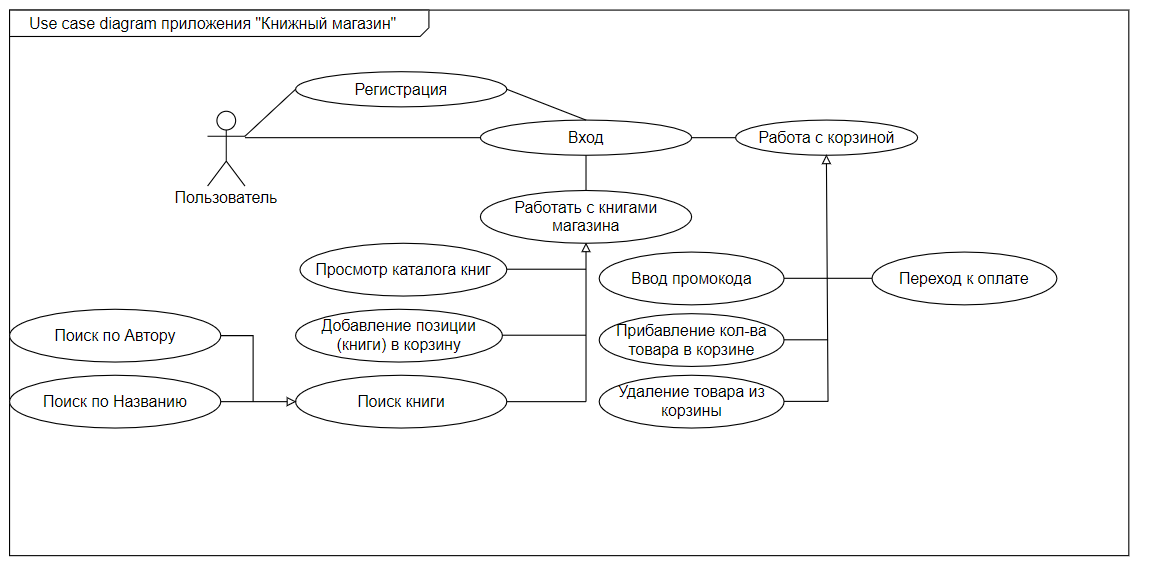 Use case diagram приложения "Книжный магазин"
Регистрация
Вход
Работа с корзиной
Пользователь
Работать с книгами
магазина
Просмотр каталога книг
Ввод промокода
Переход к оплате
Поиск по Автору
Добавление позиции
(книги) в корзину
Прибавление кол-ва
товара в корзине
Поиск по Названию
Поиск книги
Удаление товара из
корзины